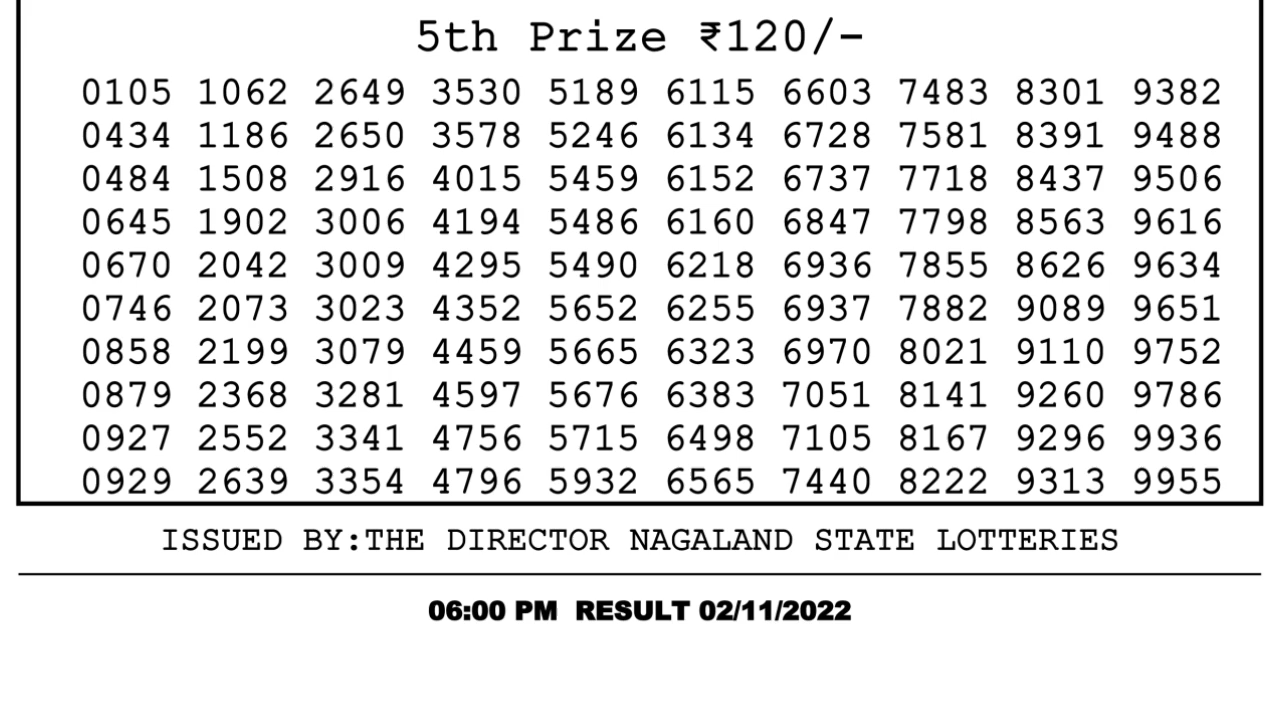 5th Prize ₹120/-
0105 1062 2649 3530 5189 6115 6603 7483 8301 9382
0434 1186 2650 3578 5246 6134 6728 7581 8391 9488
0484 1508 2916 4015 5459 6152 6737 7718 8437 9506
0645 1902 3006 4194 5486 6160 6847 7798 8563 9616
0670 2042 3009 4295 5490 6218 6936 7855 8626 9634
0746 2073 3023 4352 5652 6255 6937 7882 9089 9651
0858 2199 3079 4459 5665 6323 6970 8021 9110 9752
0879 2368 3281 4597 5676 6383 7051 8141 9260 9786
0927 2552 3341 4756 5715 6498 7105 8167 9296 9936
0929 2639 3354 4796 5932 6565 7440 8222 9313 9955
ISSUED BY:THE DIRECTOR NAGALAND STATE LOTTERIES
06:00 PM RESULT 02/11/2022